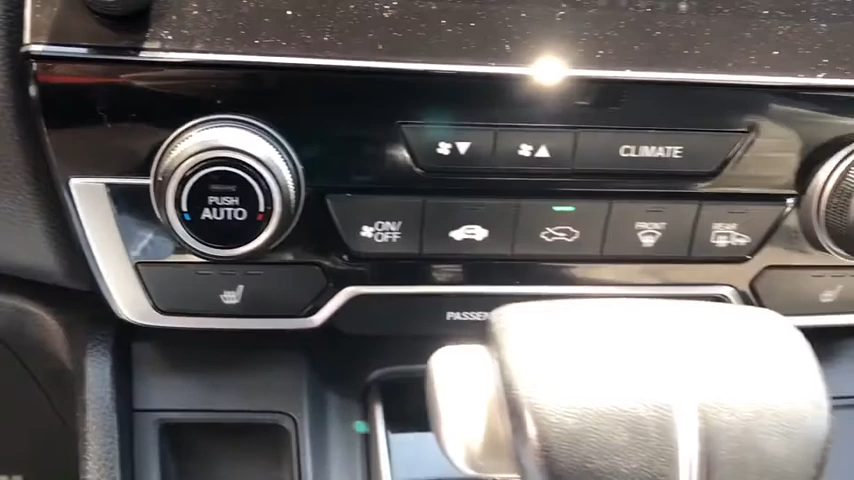 CLIMATE
PUSH
AUTO
ON/
OFF
FRONT
REAR
PASSEN